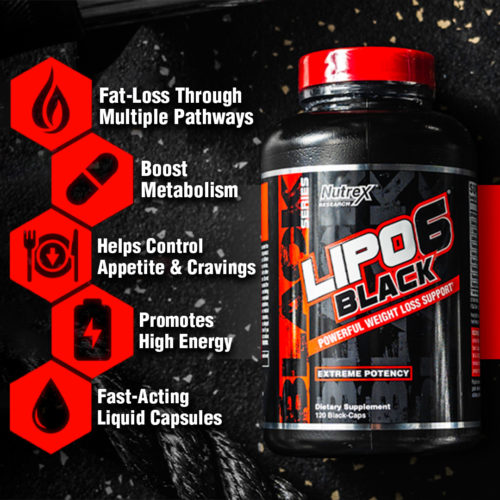 Fat-Loss Through
Multiple Pathways
Boost
Metabolism
Helps Control
Appetite & Cravings
Promotes
High Energy
Fast-Acting
Liquid Capsules
BLACK
SERIES
Nutrex
RESEARCH
LIPO6
BLACK
POWERFUL WEIGHT LOSS SUPPORT
EXTREME POTENCY
Dietary Supplement
120 Black-Caps